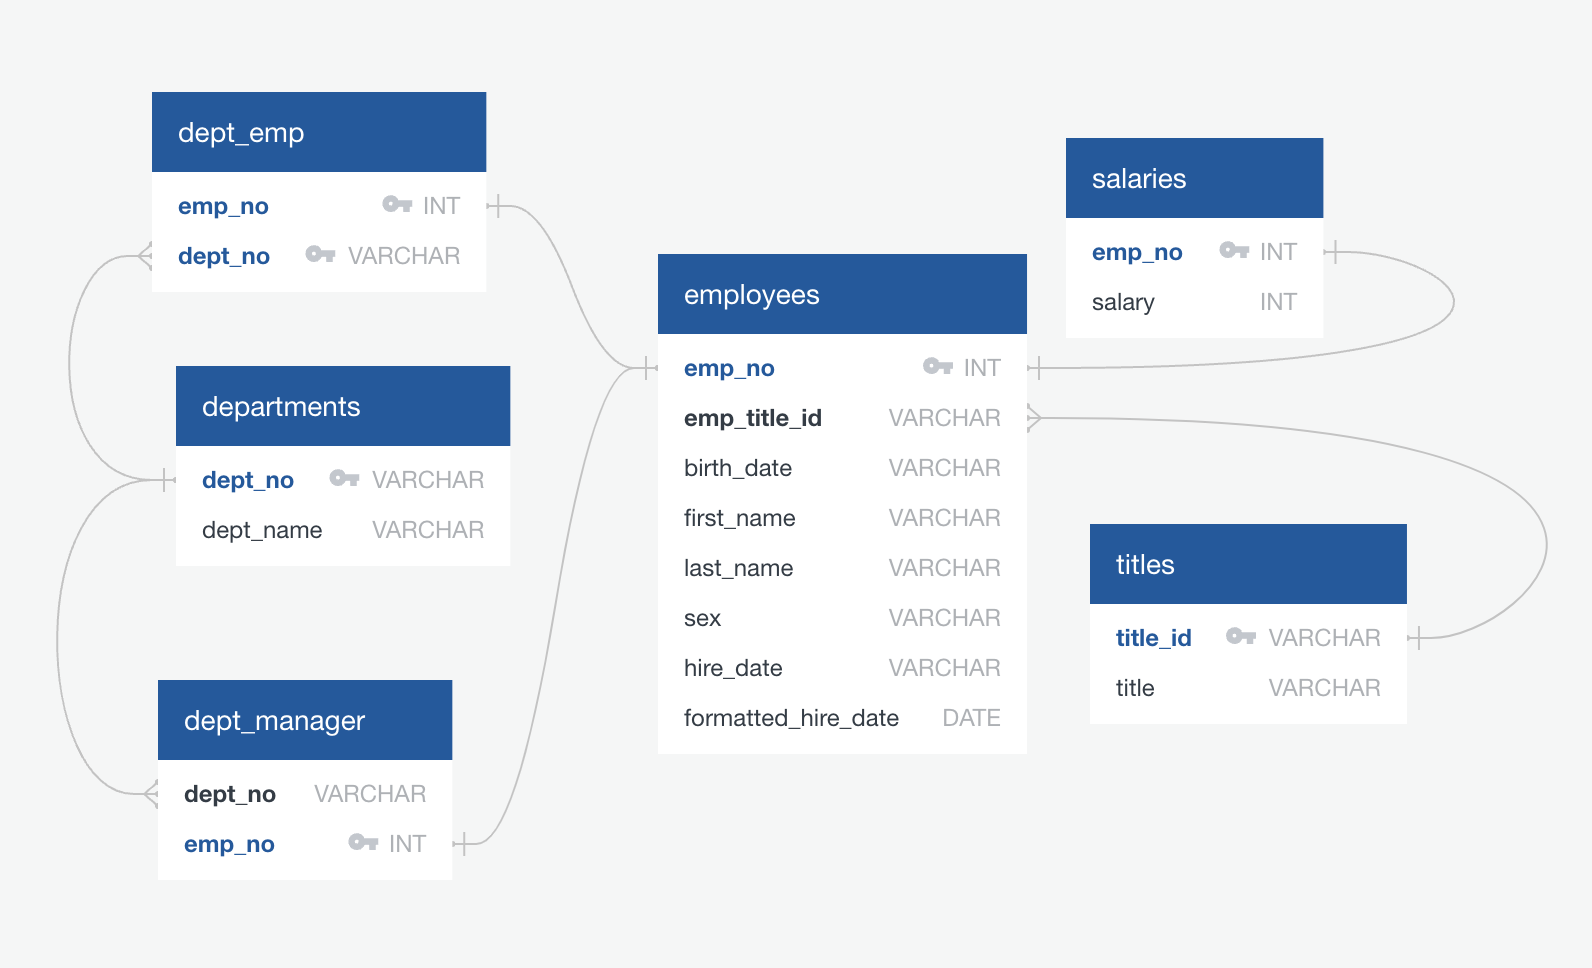 dept_emp
emp_no INT
dept_no VARCHAR
departments
dept_no VARCHAR
dept_name VARCHAR
dept_manager
dept_no VARCHAR
emp_no INT
employees
emp_no INT
emp_title_id VARCHAR
birth_date VARCHAR
first_name VARCHAR
last_name VARCHAR
sex VARCHAR
hire_date VARCHAR
formatted_hire_date DATE
salaries
emp_no INT
salary INT
titles
title_id VARCHAR
title VARCHAR